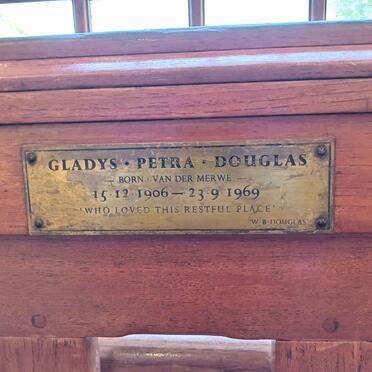 GLADYS · PETRA · DOUGLAS
— BORN · VAN DER MERWE —
15·12·1906 — 23·9·1969
'WHO LOVED THIS RESTFUL PLACE'
W·B·DOUGLAS